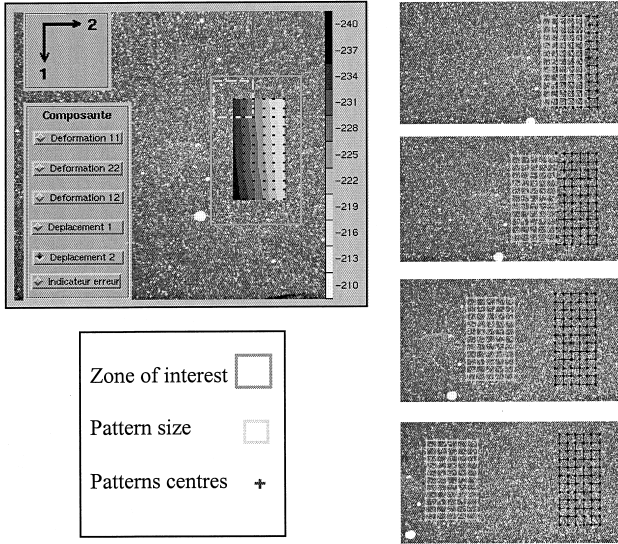 2
1
Composante
Deformation 11
Deformation 22
Deformation 12
Deplacement 1
Deplacement 2
Indicateur erreur
-240
-237
-234
-231
-228
-225
-222
-219
-216
-213
-210
Zone of interest
Pattern size
Patterns centres